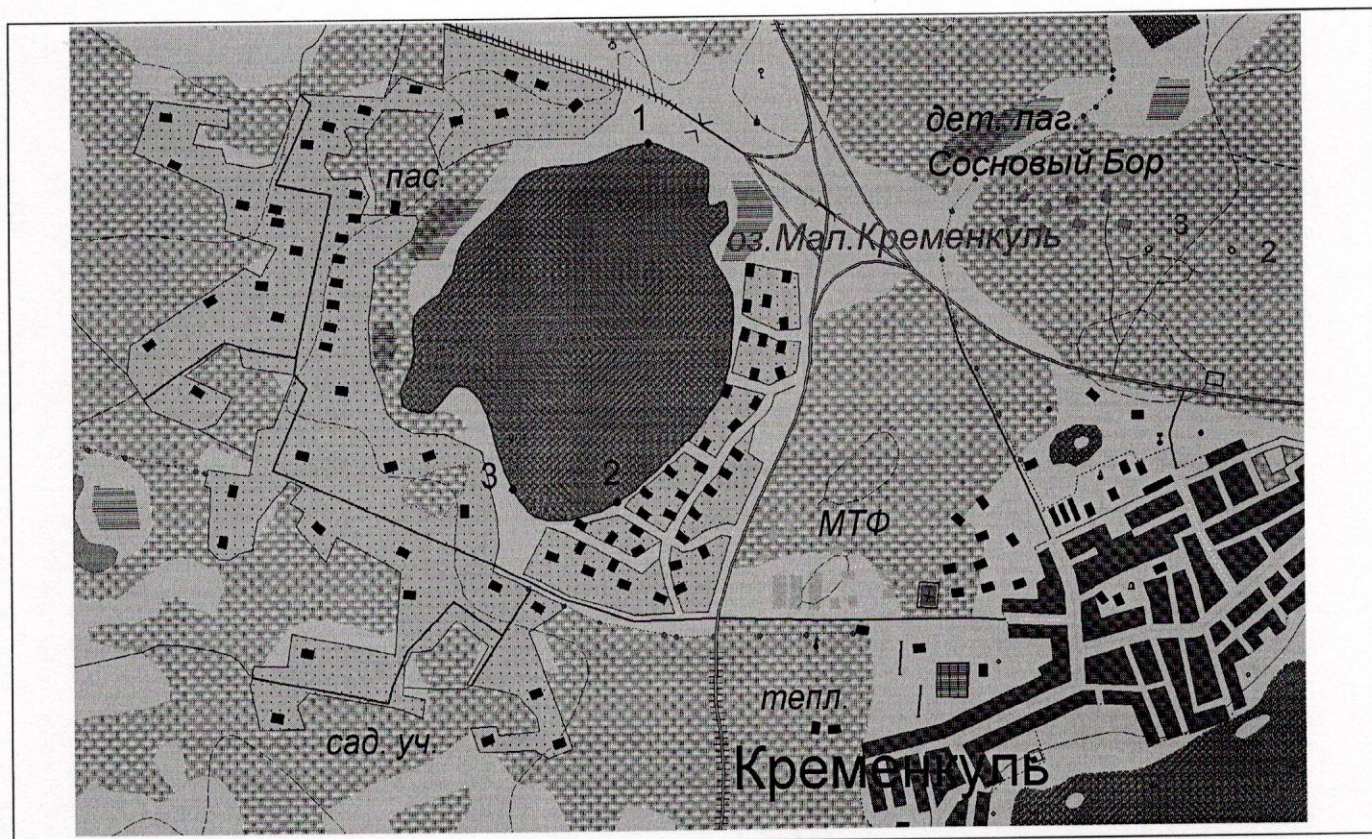 1
дет. лаг.
Сосновый Бор
пас.
оз.Мал.Кременкуль
3
2
3
2
МТФ
тепл.
сад. уч.
Кременкуль